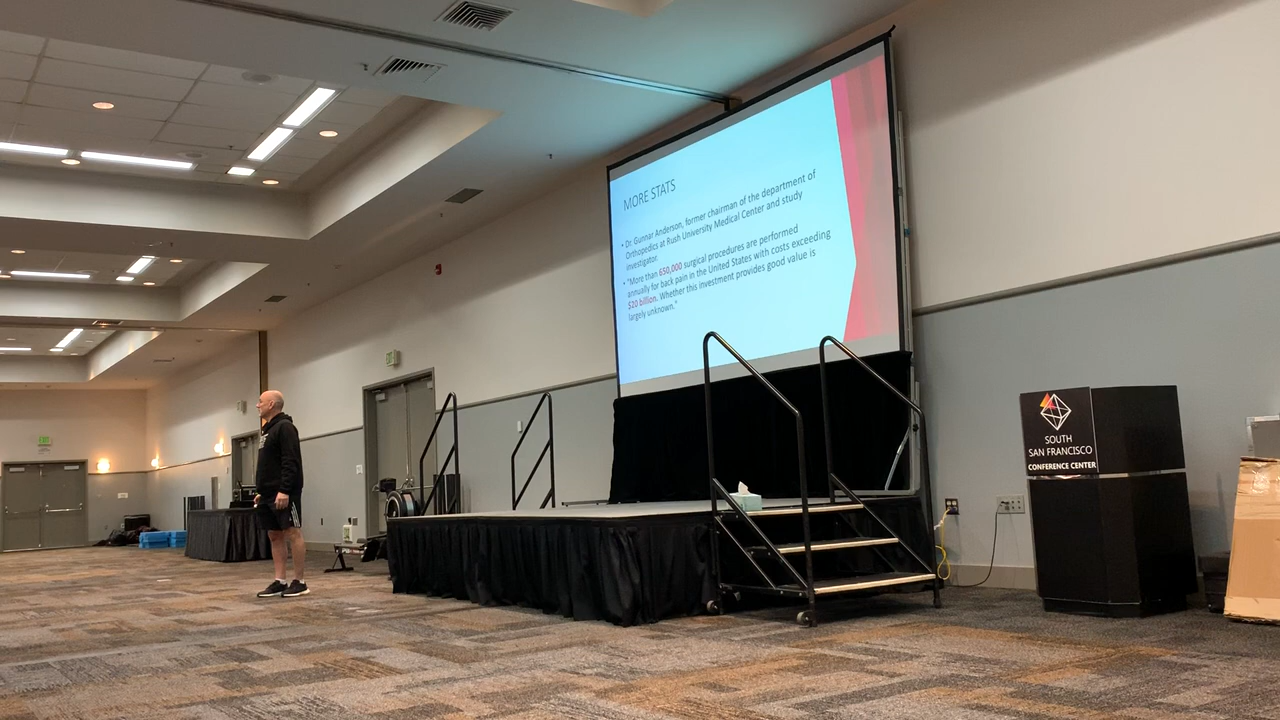 MORE STATS
• Dr. Gunnar Anderson, former chairman of the department of
Orthopedics at Rush University Medical Center and study
investigator.
• "More than 650,000 surgical procedures are performed
annually for back pain in the United States with costs exceeding
$20 billion. Whether this investment provides good value is
largely unknown."
SOUTH
SAN FRANCISCO
CONFERENCE CENTER